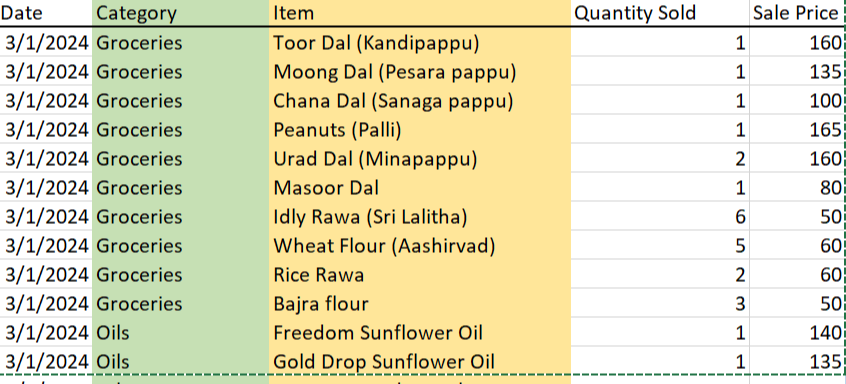 Date Category Item Quantity Sold Sale Price
3/1/2024 Groceries Toor Dal (Kandipappu) 1 160
3/1/2024 Groceries Moong Dal (Pesara pappu) 1 135
3/1/2024 Groceries Chana Dal (Sanaga pappu) 1 100
3/1/2024 Groceries Peanuts (Palli) 1 165
3/1/2024 Groceries Urad Dal (Minapappu) 2 160
3/1/2024 Groceries Masoor Dal 1 80
3/1/2024 Groceries Idly Rawa (Sri Lalitha) 6 50
3/1/2024 Groceries Wheat Flour (Aashirvad) 5 60
3/1/2024 Groceries Rice Rawa 2 60
3/1/2024 Groceries Bajra flour 3 50
3/1/2024 Oils Freedom Sunflower Oil 1 140
3/1/2024 Oils Gold Drop Sunflower Oil 1 135